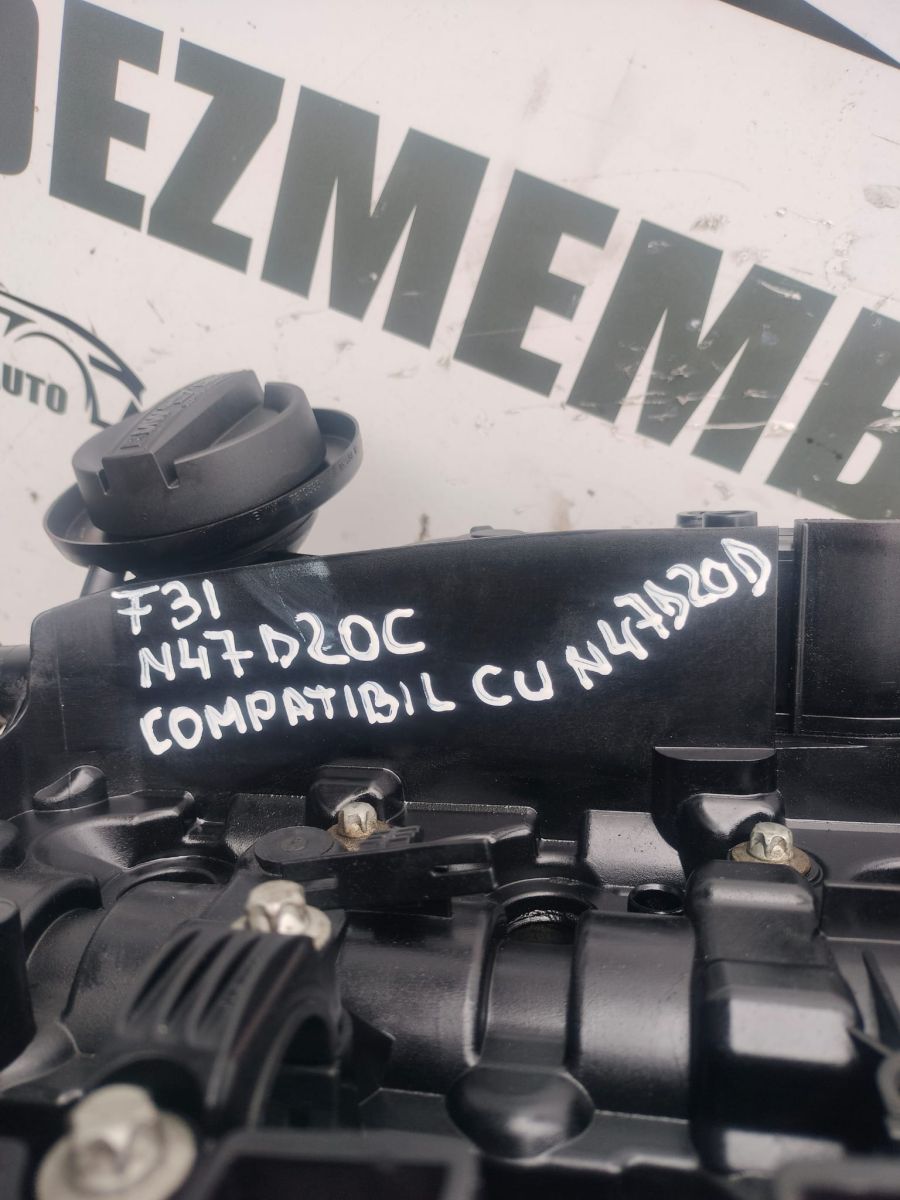 DEZMEMB
AUTO
F31
N47D20C
COMPATIBIL CU N47D20D